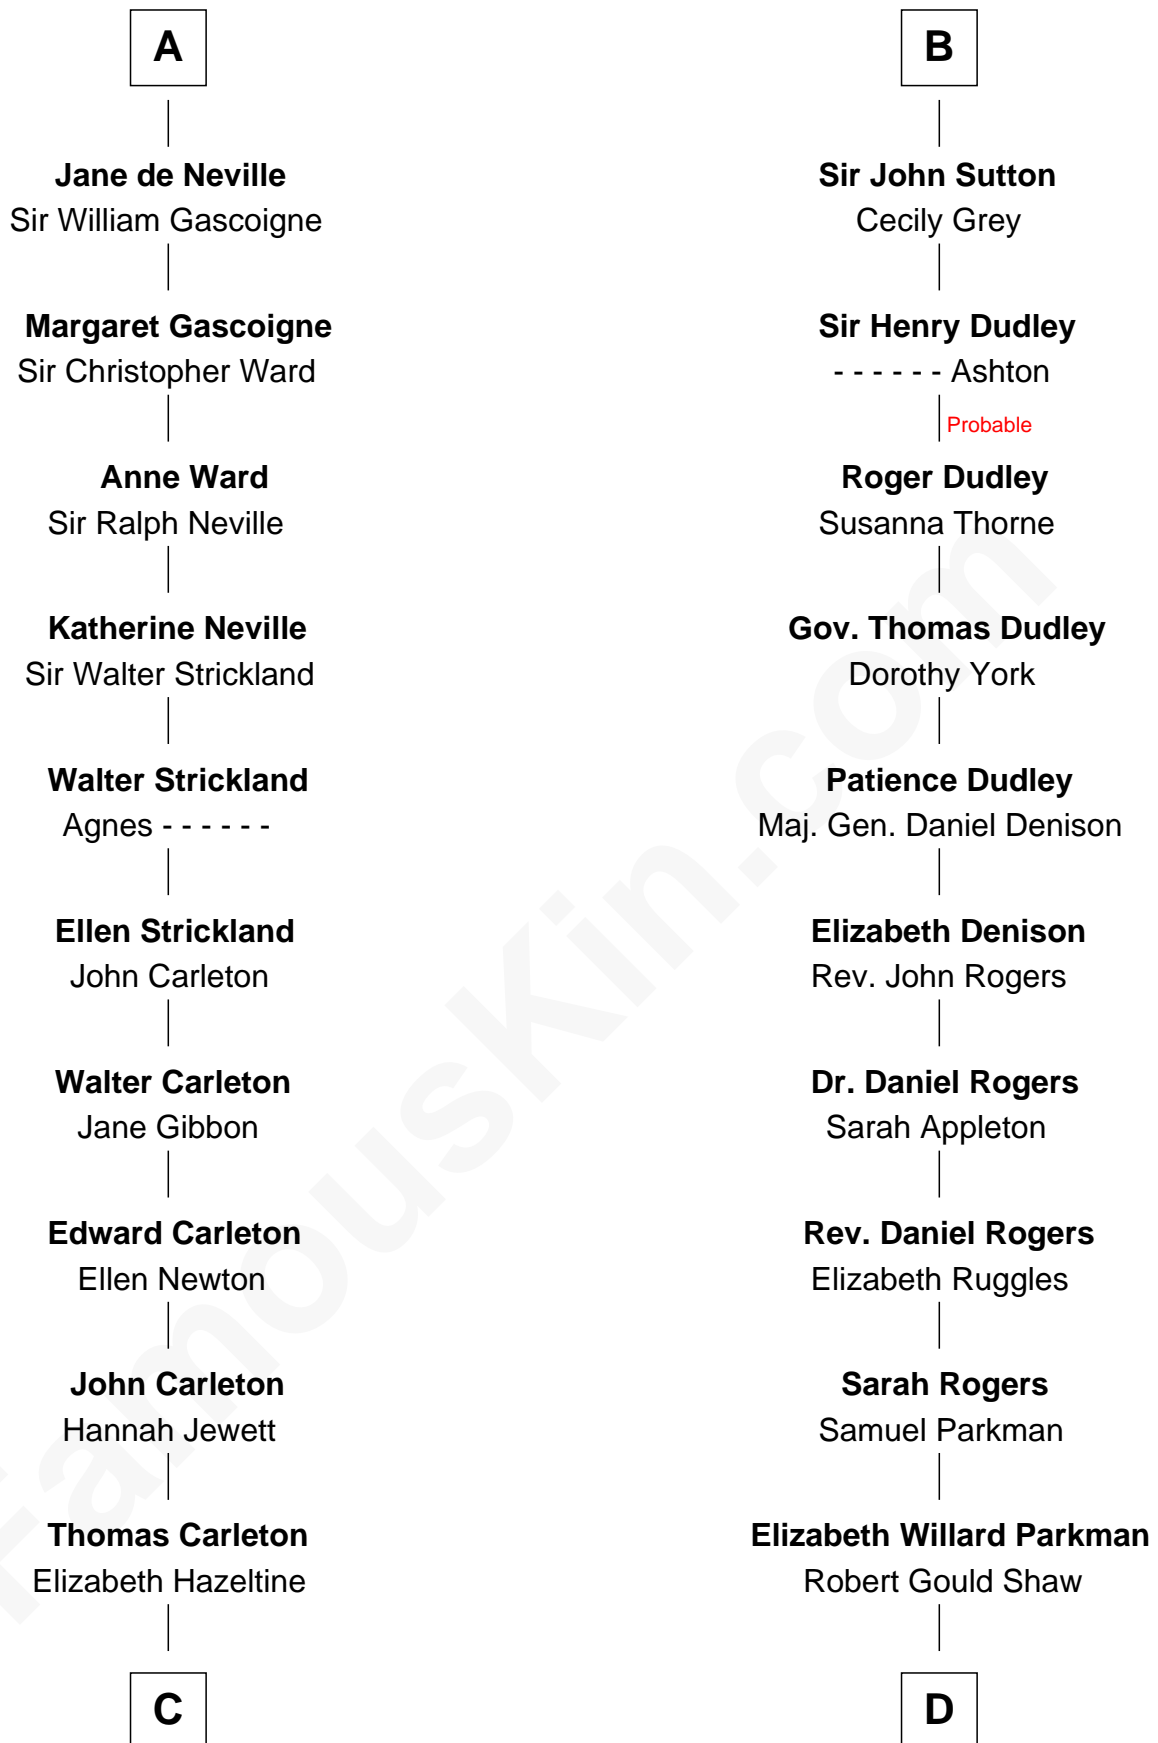 A
Jane de Neville
Sir William Gascoigne
Margaret Gascoigne
Sir Christopher Ward
Anne Ward
Sir Ralph Neville
Katherine Neville
Sir Walter Strickland
Walter Strickland
Agnes - - - - - -
Ellen Strickland
John Carleton
Walter Carleton
Jane Gibbon
Edward Carleton
Ellen Newton
John Carleton
Hannah Jewett
Thomas Carleton
Elizabeth Hazeltine
C
B
Sir John Sutton
Cecily Grey
Sir Henry Dudley
- - - - - - Ashton
Probable
Roger Dudley
Susanna Thorne
Gov. Thomas Dudley
Dorothy York
Patience Dudley
Maj. Gen. Daniel Denison
Elizabeth Denison
Rev. John Rogers
Dr. Daniel Rogers
Sarah Appleton
Rev. Daniel Rogers
Elizabeth Ruggles
Sarah Rogers
Samuel Parkman
Elizabeth Willard Parkman
Robert Gould Shaw
D
FamousKin.com